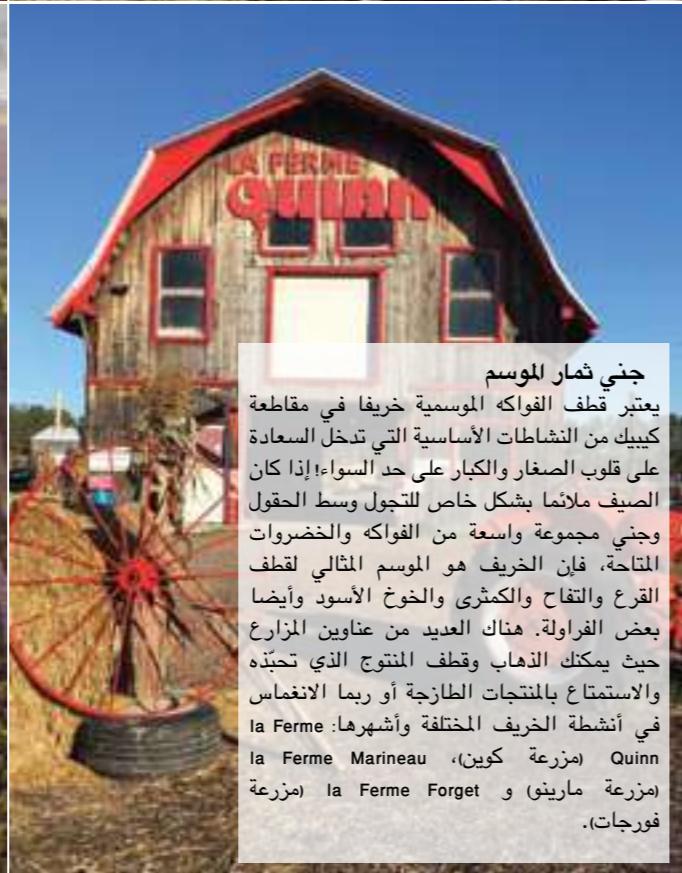 LA FERME
QUINN
جني ثمار الموسم
يعتبر قطف الفواكه الموسمية خريفا في مقاطعة
كيبيك من النشاطات الأساسية التي تدخل السعادة
على قلوب الصغار والكبار على حد السواء! إذا كان
الصيف ملائما بشكل خاص للتجول وسط الحقول
وجني مجموعة واسعة من الفواكه والخضروات
المتاحة، فإن الخريف هو الموسم المثالي لقطف
القرع والتفاح والكمثرى والخوخ الأسود وأيضا
بعض الفراولة. هناك العديد من عناوين المزارع
حيث يمكنك الذهاب وقطف المنتوج الذي تحبّذه
والاستمتاع بالمنتجات الطازجة أو ربما الانغماس
في أنشطة الخريف المختلفة وأشهرها: la Ferme
Quinn (مزرعة كوين)، la Ferme Marineau
(مزرعة مارينو) و la Ferme Forget (مزرعة
فورجات).